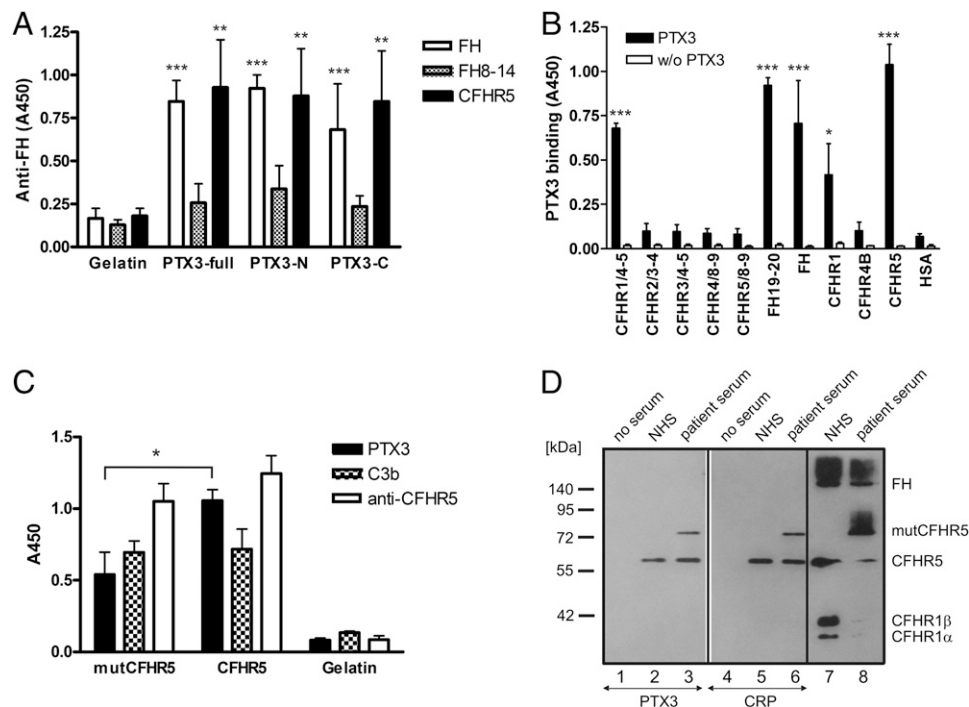 A
Anti-FH (A450)
1.25
1.00
0.75
0.50
0.25
0.00
***
**
***
**
***
**
FH
FH8-14
CFHR5
Gelatin
PTX3-full
PTX3-N
PTX3-C
B
PTX3 binding (A450)
1.25
1.00
0.75
0.50
0.25
0.00
PTX3
w/o PTX3
***
***
***
*
***
CFHR1/4-5
CFHR2/3-4
CFHR3/4-5
CFHR4/8-9
CFHR5/8-9
FH19-20
FH
CFHR1
CFHR4B
CFHR5
HSA
C
A450
1.5
1.0
0.5
0.0
*
PTX3
C3b
anti-CFHR5
mutCFHR5
CFHR5
Gelatin
D
no serum
NHS
patient serum
no serum
NHS
patient serum
NHS
patient serum
[kDa]
140
95
72
55
42
FH
mutCFHR5
CFHR5
CFHR1β
CFHR1α
1 2 3 4 5 6 7 8
PTX3 CRP